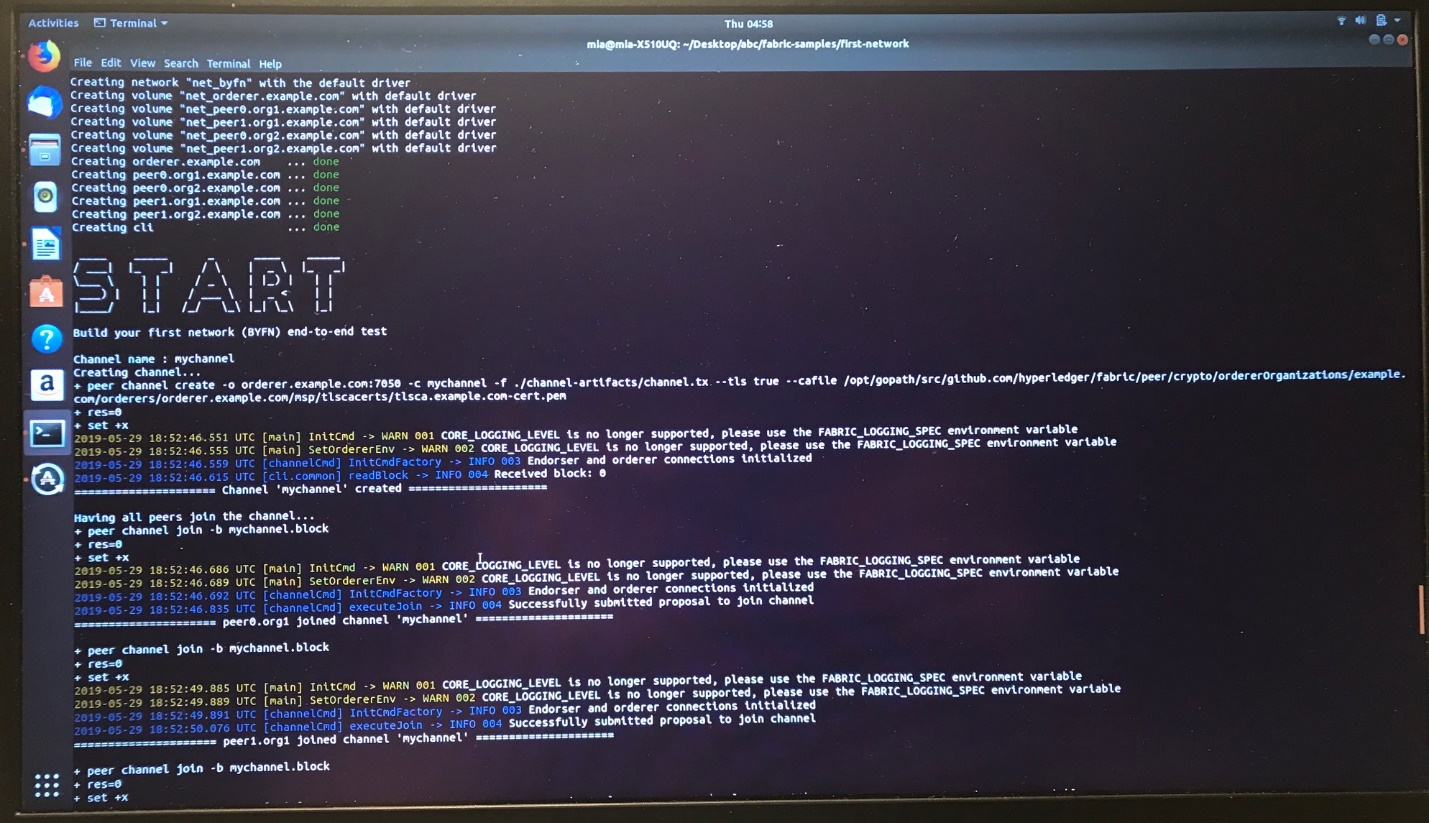 Activities
Terminal
Thu 04:58
mia@mia-X510UQ: ~/Desktop/abc/fabric-samples/first-network
File Edit View Search Terminal Help
Creating network "net_byfn" with the default driver
Creating volume "net_orderer.example.com" with default driver
Creating volume "net_peer0.org1.example.com" with default driver
Creating volume "net_peer1.org1.example.com" with default driver
Creating volume "net_peer0.org2.example.com" with default driver
Creating volume "net_peer1.org2.example.com" with default driver
Creating orderer.example.com ... done
Creating peer0.org1.example.com ... done
Creating peer0.org2.example.com ... done
Creating peer1.org1.example.com ... done
Creating peer1.org2.example.com ... done
Creating cli ... done
START
Build your first network (BYFN) end-to-end test
Channel name : mychannel
Creating channel...
+ peer channel create -o orderer.example.com:7050 -c mychannel -f ./channel-artifacts/channel.tx --tls true --cafile /opt/gopath/src/github.com/hyperledger/fabric/peer/crypto/ordererOrganizations/example.
com/orderers/orderer.example.com/msp/tlscacerts/tlsca.example.com-cert.pem
+ res=0
+ set +x
2019-05-29 18:52:46.551 UTC [main] InitCmd -> WARN 001 CORE_LOGGING_LEVEL is no longer supported, please use the FABRIC_LOGGING_SPEC environment variable
2019-05-29 18:52:46.555 UTC [main] SetOrdererEnv -> WARN 002 CORE_LOGGING_LEVEL is no longer supported, please use the FABRIC_LOGGING_SPEC environment variable
2019-05-29 18:52:46.559 UTC [channelCmd] InitCmdFactory -> INFO 003 Endorser and orderer connections initialized
2019-05-29 18:52:46.615 UTC [cli.common] readBlock -> INFO 004 Received block: 0
===================== Channel 'mychannel' created =====================
Having all peers join the channel...
+ peer channel join -b mychannel.block
+ res=0
+ set +x
2019-05-29 18:52:46.686 UTC [main] InitCmd -> WARN 001 CORE_LOGGING_LEVEL is no longer supported, please use the FABRIC_LOGGING_SPEC environment variable
2019-05-29 18:52:46.689 UTC [main] SetOrdererEnv -> WARN 002 CORE_LOGGING_LEVEL is no longer supported, please use the FABRIC_LOGGING_SPEC environment variable
2019-05-29 18:52:46.692 UTC [channelCmd] InitCmdFactory -> INFO 003 Endorser and orderer connections initialized
2019-05-29 18:52:46.835 UTC [channelCmd] executeJoin -> INFO 004 Successfully submitted proposal to join channel
===================== peer0.org1 joined channel 'mychannel' =====================
+ peer channel join -b mychannel.block
+ res=0
+ set +x
2019-05-29 18:52:49.885 UTC [main] InitCmd -> WARN 001 CORE_LOGGING_LEVEL is no longer supported, please use the FABRIC_LOGGING_SPEC environment variable
2019-05-29 18:52:49.889 UTC [main] SetOrdererEnv -> WARN 002 CORE_LOGGING_LEVEL is no longer supported, please use the FABRIC_LOGGING_SPEC environment variable
2019-05-29 18:52:49.891 UTC [channelCmd] InitCmdFactory -> INFO 003 Endorser and orderer connections initialized
2019-05-29 18:52:50.076 UTC [channelCmd] executeJoin -> INFO 004 Successfully submitted proposal to join channel
===================== peer1.org1 joined channel 'mychannel' =====================
+ peer channel join -b mychannel.block
+ res=0
+ set +x